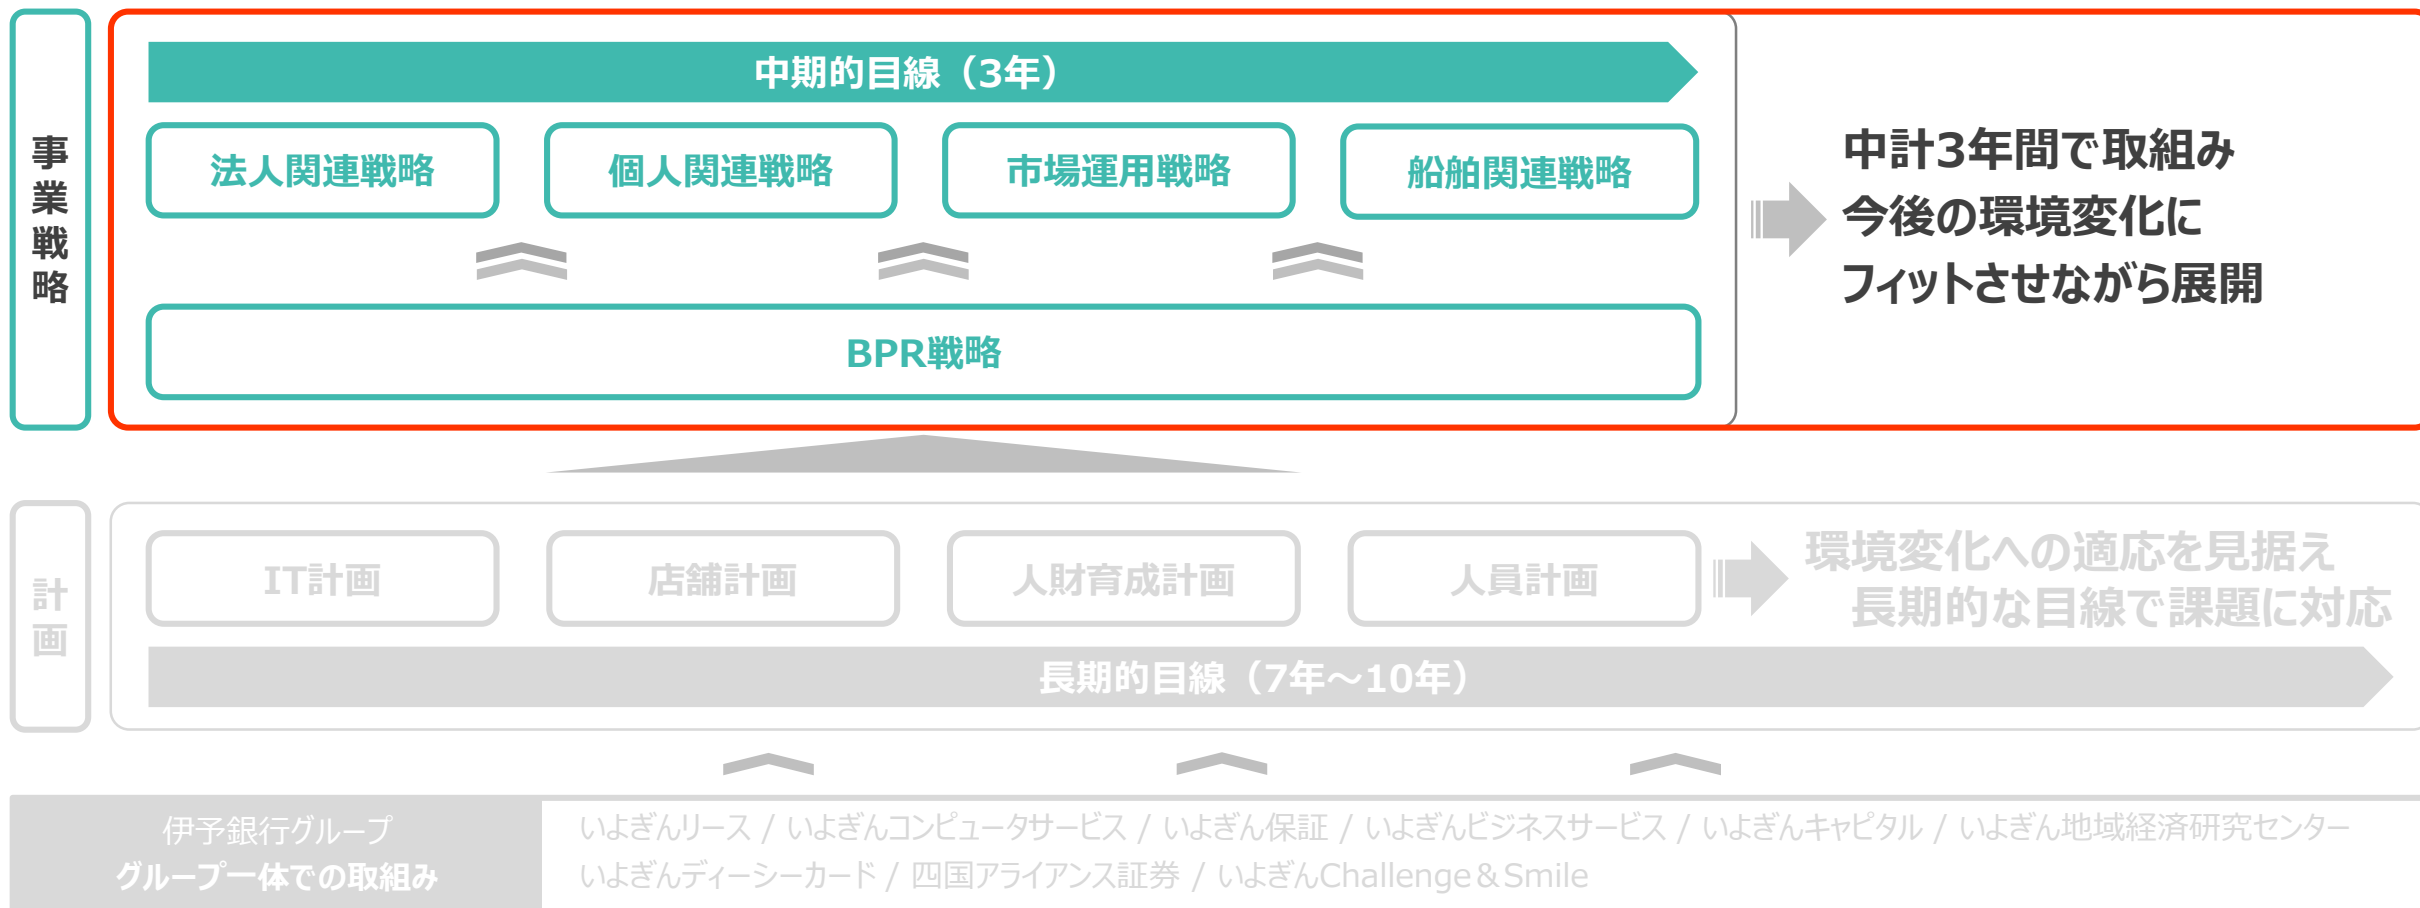 事業戦略
中期的目線（3年）
法人関連戦略
個人関連戦略
市場運用戦略
船舶関連戦略
BPR戦略
中計3年間で取組み
今後の環境変化に
フィットさせながら展開
計画
IT計画
店舗計画
人財育成計画
人員計画
環境変化への適応を見据え
長期的な目線で課題に対応
長期的目線（7年～10年）
伊予銀行グループ
グループ一体での取組み
いよぎんリース / いよぎんコンピュータサービス / いよぎん保証 / いよぎんビジネスサービス / いよぎんキャピタル / いよぎん地域経済研究センター
いよぎんディーシーカード / 四国アライアンス証券 / いよぎんChallenge＆Smile